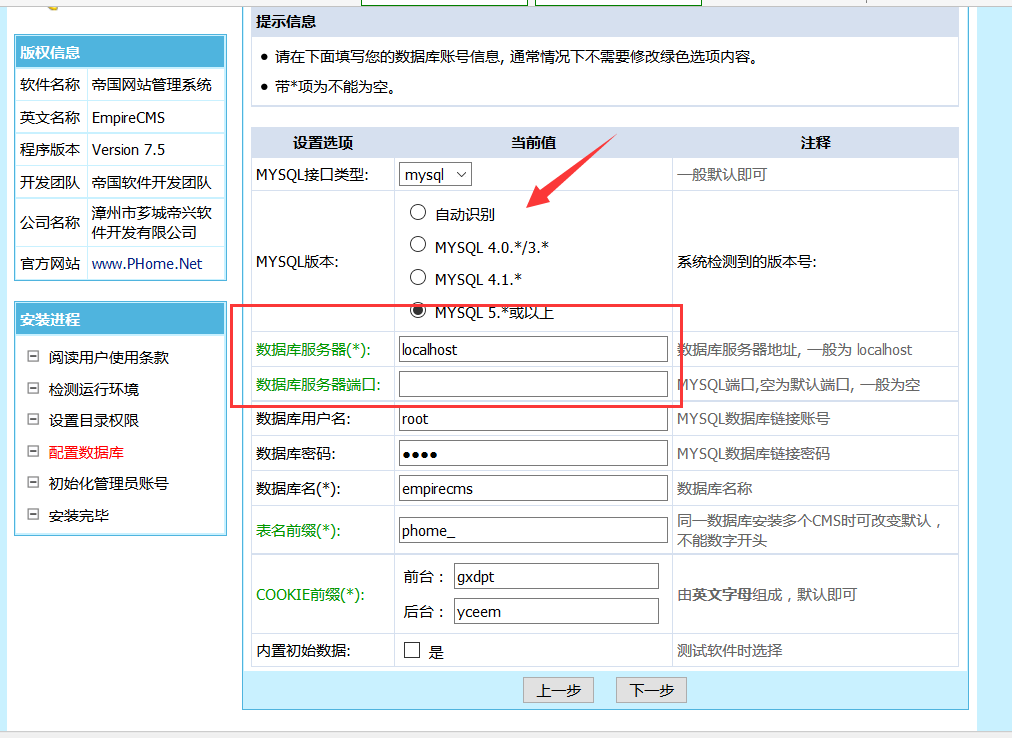 版权信息
软件名称 帝国网站管理系统
英文名称 EmpireCMS
程序版本 Version 7.5
开发团队 帝国软件开发团队
公司名称 漳州市芗城帝兴软
件开发有限公司
官方网站 www.PHome.Net
安装进程
阅读用户使用条款
检测运行环境
设置目录权限
配置数据库
初始化管理员账号
安装完毕
提示信息
● 请在下面填写您的数据库账号信息, 通常情况下不需要修改绿色选项内容。
● 带*项为不能为空。
设置选项 当前值 注释
MYSQL接口类型: mysql 一般默认即可
MYSQL版本: 系统检测到的版本号:
自动识别
MYSQL 4.0.*/3.*
MYSQL 4.1.*
MYSQL 5.*或以上
数据库服务器(*): localhost 数据库服务器地址, 一般为 localhost
数据库服务器端口: MYSQL端口,空为默认端口, 一般为空
数据库用户名: root MYSQL数据库链接账号
数据库密码: ●●●● MYSQL数据库链接密码
数据库名(*): empirecms 数据库名称
表名前缀(*): phome_ 同一数据库安装多个CMS时可改变默认，
不能数字开头
COOKIE前缀(*): 前台： gxdpt 由英文字母组成，默认即可
后台： yceem
内置初始数据: 是 测试软件时选择
上一步 下一步